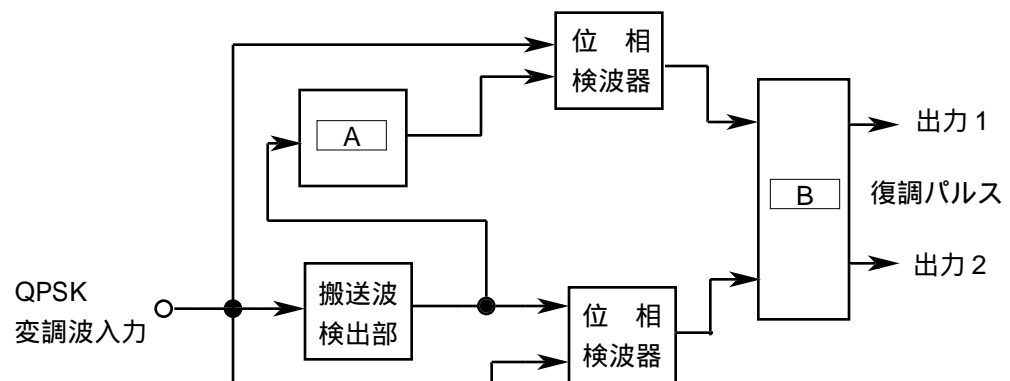 位 相
検波器
A
出力 1
B
復調パルス
出力 2
QPSK
変調波入力
搬送波
検出部
位 相
検波器